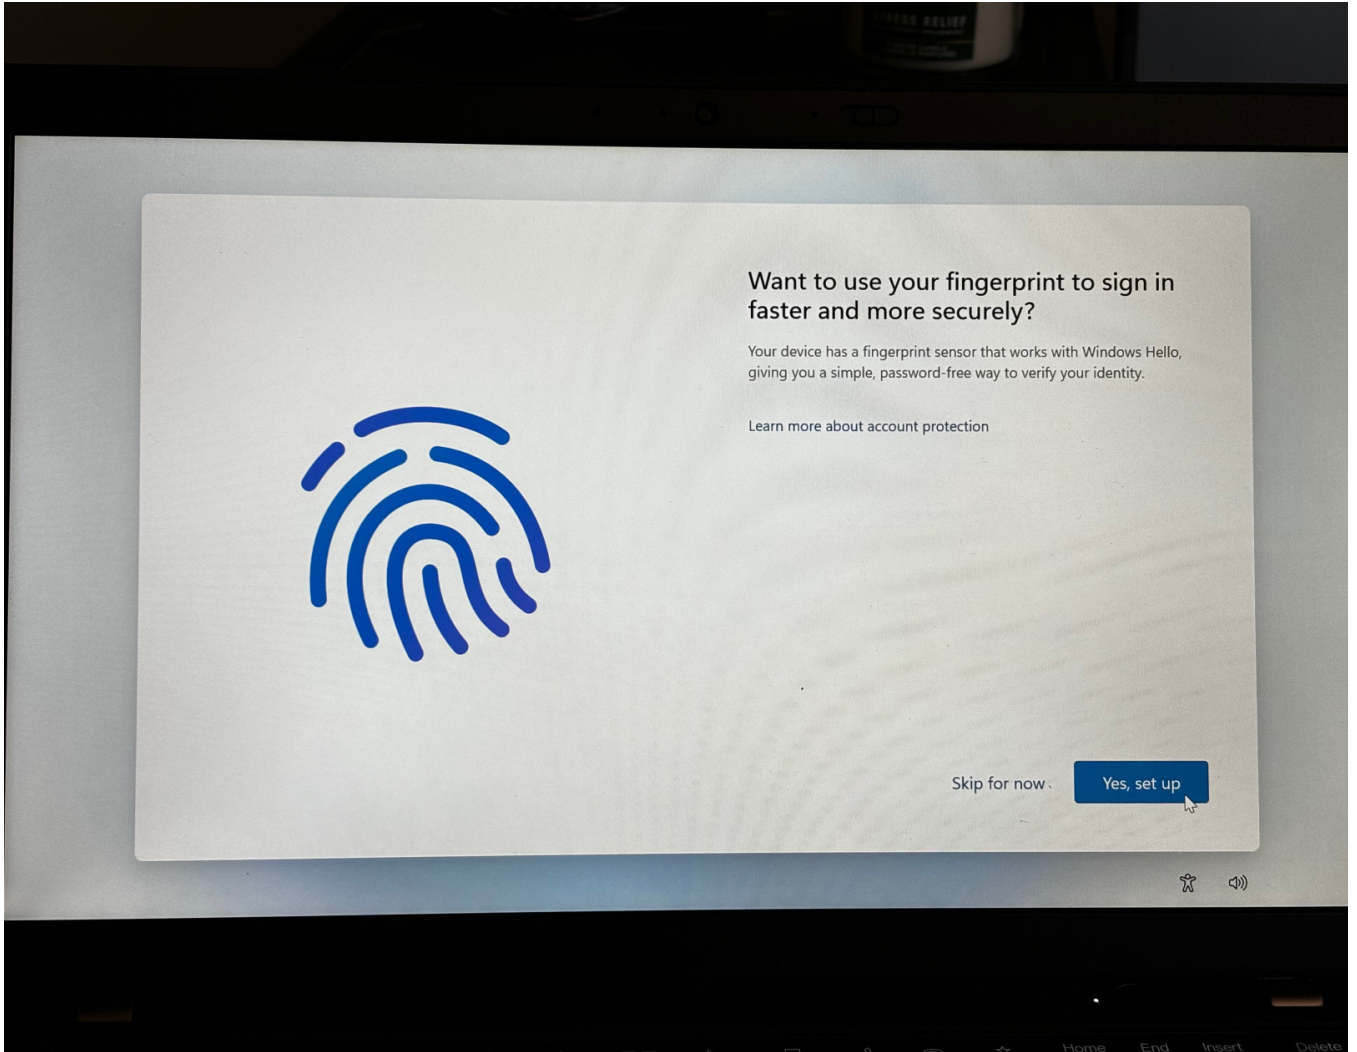 STRESS RELIEF
Want to use your fingerprint to sign in
faster and more securely?
Your device has a fingerprint sensor that works with Windows Hello,
giving you a simple, password-free way to verify your identity.
Learn more about account protection
Skip for now
Yes, set up
Home End Insert Delete